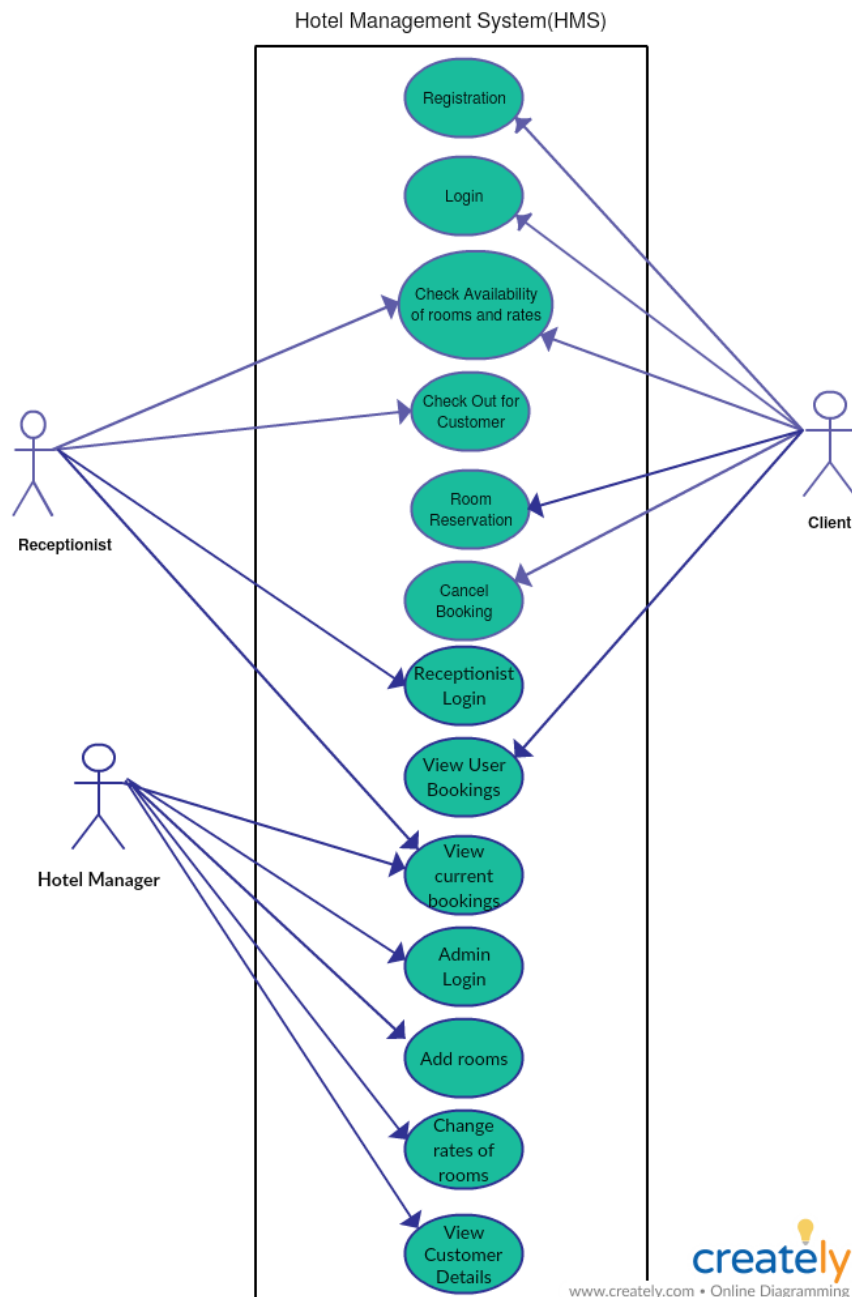 Hotel Management System(HMS)
Registration
Login
Check Availability
of rooms and rates
Check Out for
Customer
Receptionist
Room
Reservation
Client
Cancel
Booking
Receptionist
Login
View User
Bookings
Hotel Manager
View
current
bookings
Admin
Login
Add rooms
Change
rates of
rooms
View
Customer
Details
creately
www.creately.com • Online Diagramming